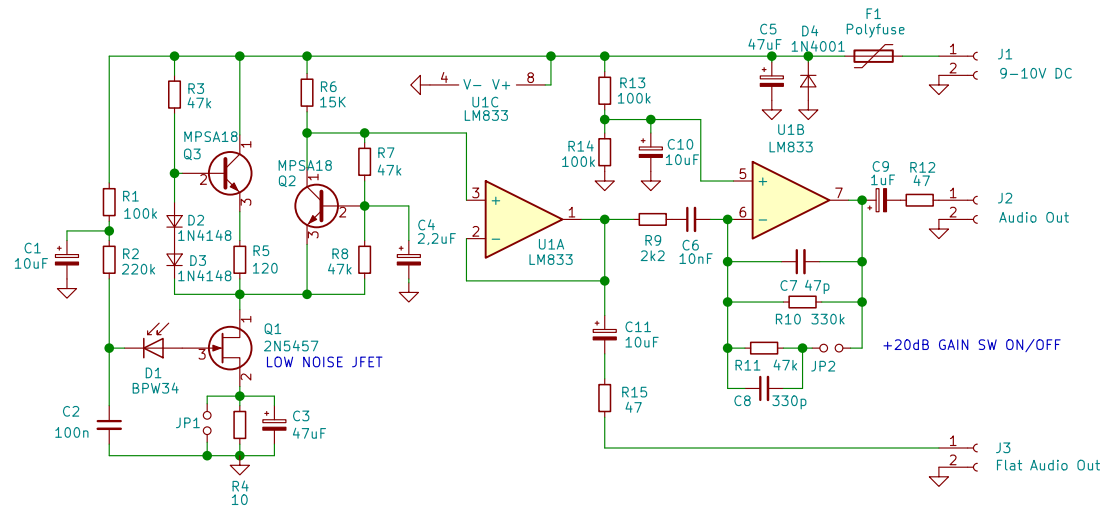 F1
Polyfuse
C5
47uF
D4
1N4001
1
J1
2
9-10V DC
R3
47k
R6
15K
4
V- V+
8
U1C
LM833
R13
100k
MPSA18
Q3
1
2
3
MPSA18
Q2
1
2
3
R7
47k
R14
100k
C10
10uF
U1B
LM833
R1
100k
D2
1N4148
D3
1N4148
R5
120
R8
47k
C4
2,2uF
3
+
2
−
1
U1A
LM833
R9
2k2
C6
10nF
5
+
6
−
7
C9
1uF
R12
47
1
J2
2
Audio Out
C1
10uF
R2
220k
C7 47p
R10 330k
Q1
2N5457
LOW NOISE JFET
1
3
2
D1
BPW34
C11
10uF
R11 47k
JP2
+20dB GAIN SW ON/OFF
C8 330p
R15
47
C2
100n
JP1
C3
47uF
R4
10
1
J3
2
Flat Audio Out